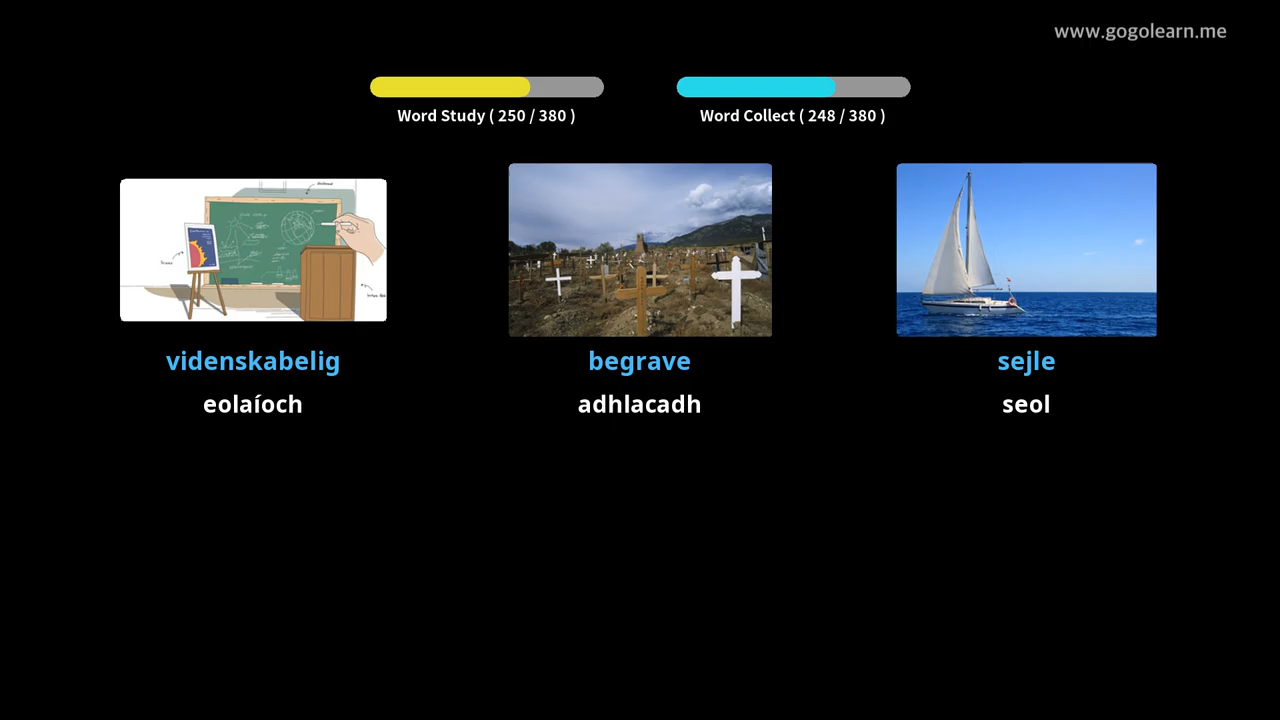 www.gogolearn.me
Word Study ( 250 / 380 )
Word Collect ( 248 / 380 )
videnskabelig
begrave
sejle
eolaíoch
adhlacadh
seol